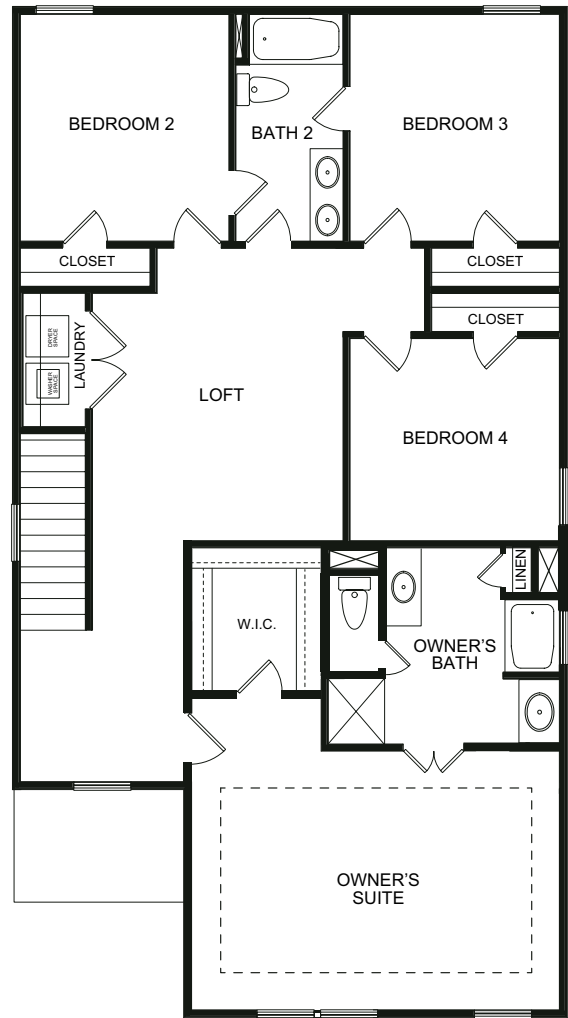 BEDROOM 2
BATH 2
BEDROOM 3
CLOSET
CLOSET
CLOSET
DRYER
SPACE
WASHER
SPACE
LAUNDRY
LOFT
BEDROOM 4
LINEN
W.I.C.
OWNER'S
BATH
OWNER'S
SUITE